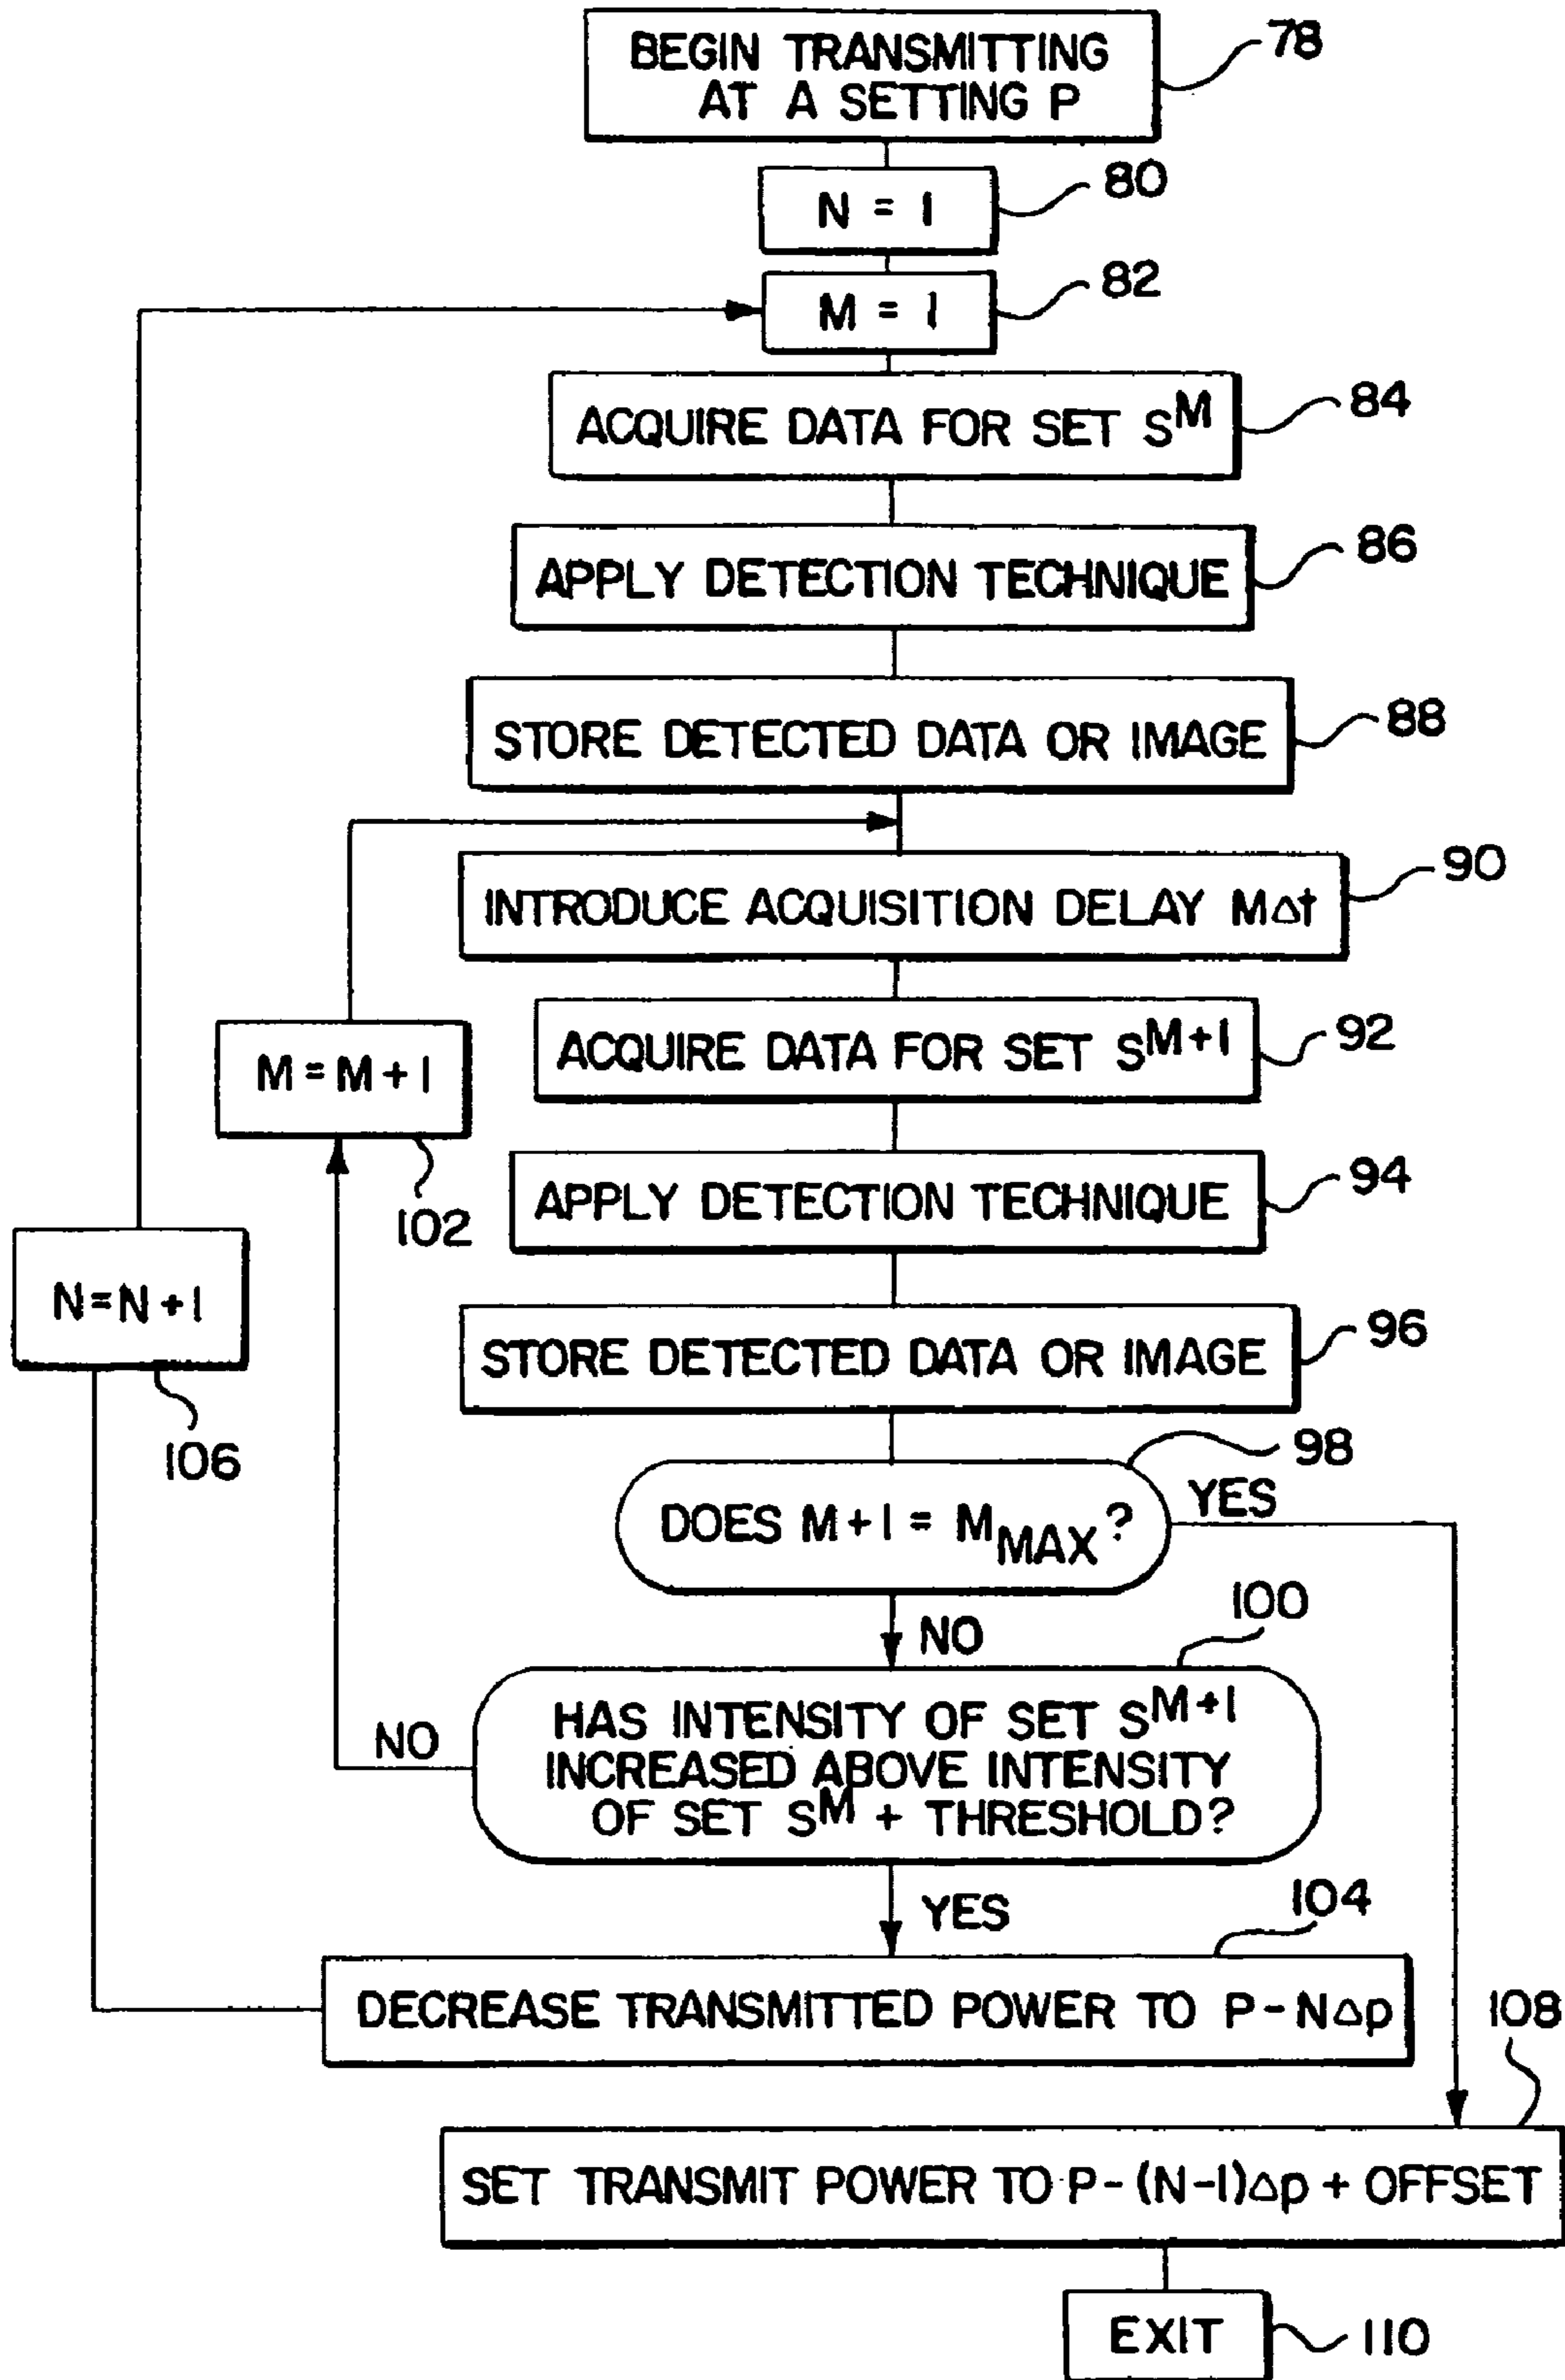 BEGIN TRANSMITTING
AT A SETTING P
78
N = 1
80
M = 1
82
ACQUIRE DATA FOR SET S^M
84
APPLY DETECTION TECHNIQUE
86
STORE DETECTED DATA OR IMAGE
88
INTRODUCE ACQUISITION DELAY M∆t
90
ACQUIRE DATA FOR SET S^M+1
92
M = M + 1
102
APPLY DETECTION TECHNIQUE
94
N = N + 1
106
STORE DETECTED DATA OR IMAGE
96
DOES M + 1 = M_MAX?
98
YES
NO
100
HAS INTENSITY OF SET S^M+1
INCREASED ABOVE INTENSITY
OF SET S^M + THRESHOLD?
NO
YES
104
DECREASE TRANSMITTED POWER TO P - N∆p
108
SET TRANSMIT POWER TO P - (N-1)∆p + OFFSET
EXIT
110